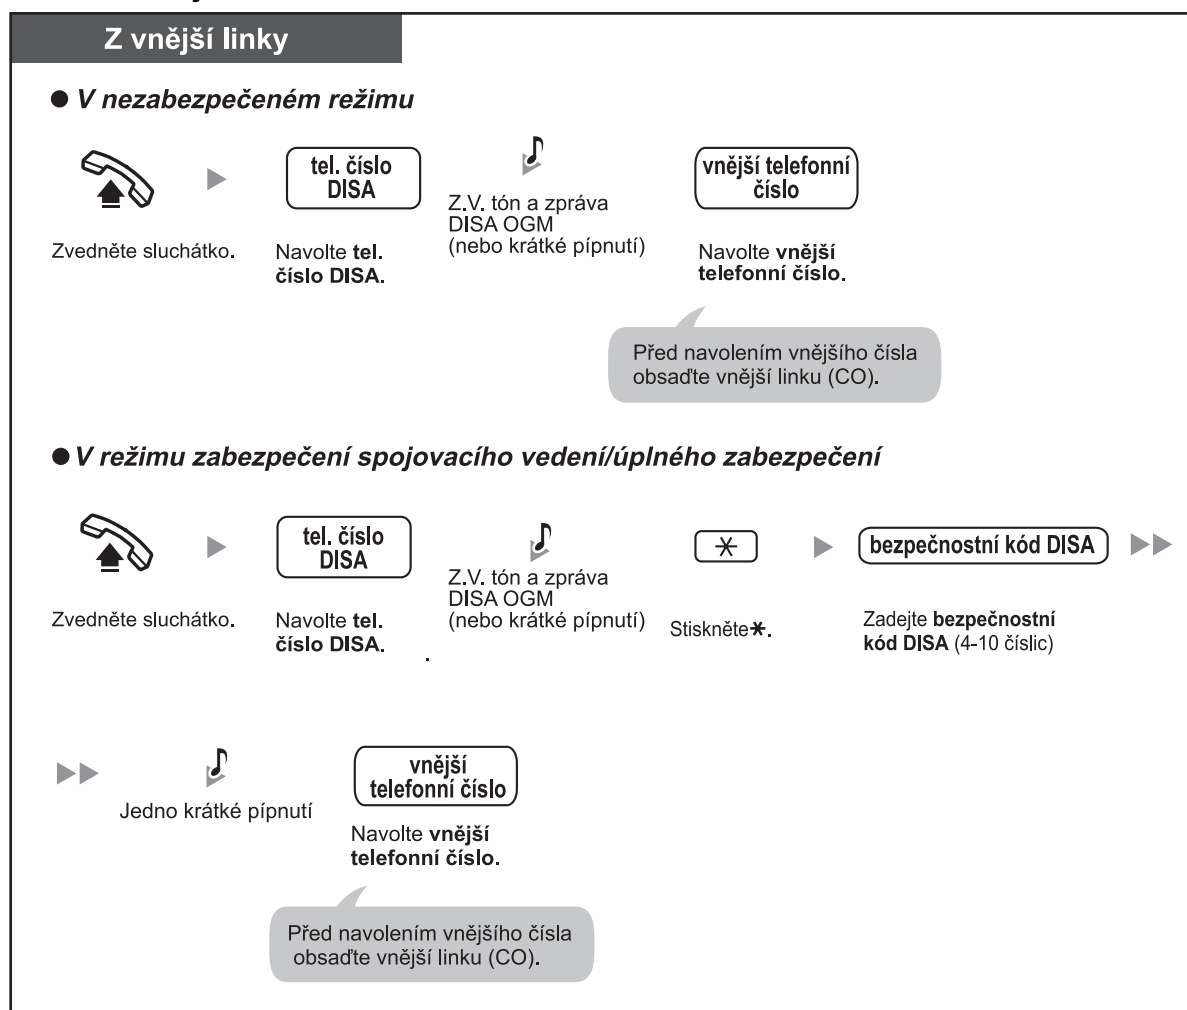 Z vnější linky
● V nezabezpečeném režimu
tel. číslo
DISA
vnější telefonní
číslo
Zvedněte sluchátko.
Navolte tel.
číslo DISA.
Z.V. tón a zpráva
DISA OGM
(nebo krátké pípnutí)
Navolte vnější
telefonní číslo.
Před navolením vnějšího čísla
obsaďte vnější linku (CO).
● V režimu zabezpečení spojovacího vedení/úplného zabezpečení
tel. číslo
DISA
bezpečnostní kód DISA
Zvedněte sluchátko.
Navolte tel.
číslo DISA.
.
Z.V. tón a zpráva
DISA OGM
(nebo krátké pípnutí)
Stiskněte*.
Zadejte bezpečnostní
kód DISA (4-10 číslic)
Jedno krátké pípnutí
vnější
telefonní číslo
Navolte vnější
telefonní číslo.
Před navolením vnějšího čísla
obsaďte vnější linku (CO).